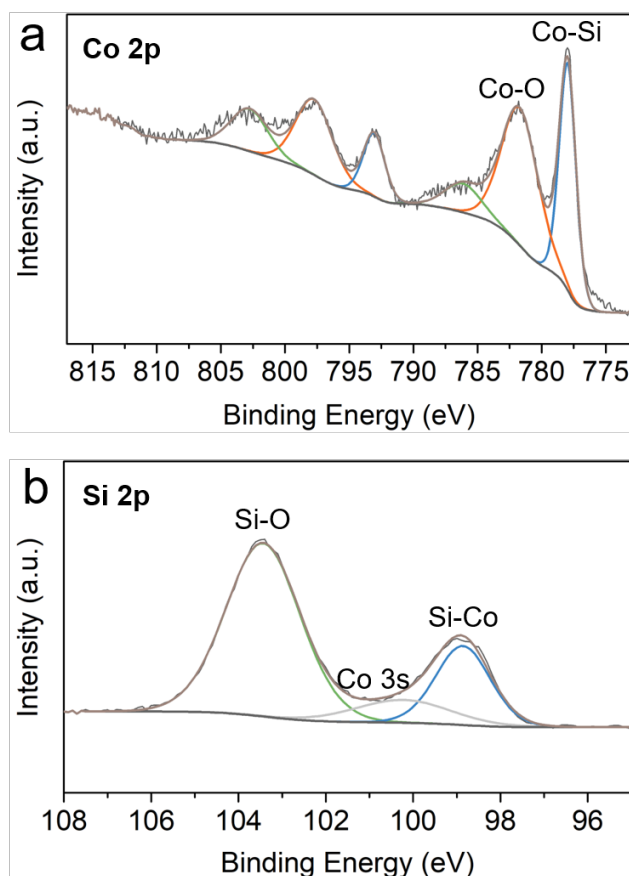 a
Co 2p
Co-Si
Co-O
Intensity (a.u.)
815 810 805 800 795 790 785 780 775
Binding Energy (eV)
b
Si 2p
Si-O
Si-Co
Co 3s
Intensity (a.u.)
108 106 104 102 100 98 96
Binding Energy (eV)